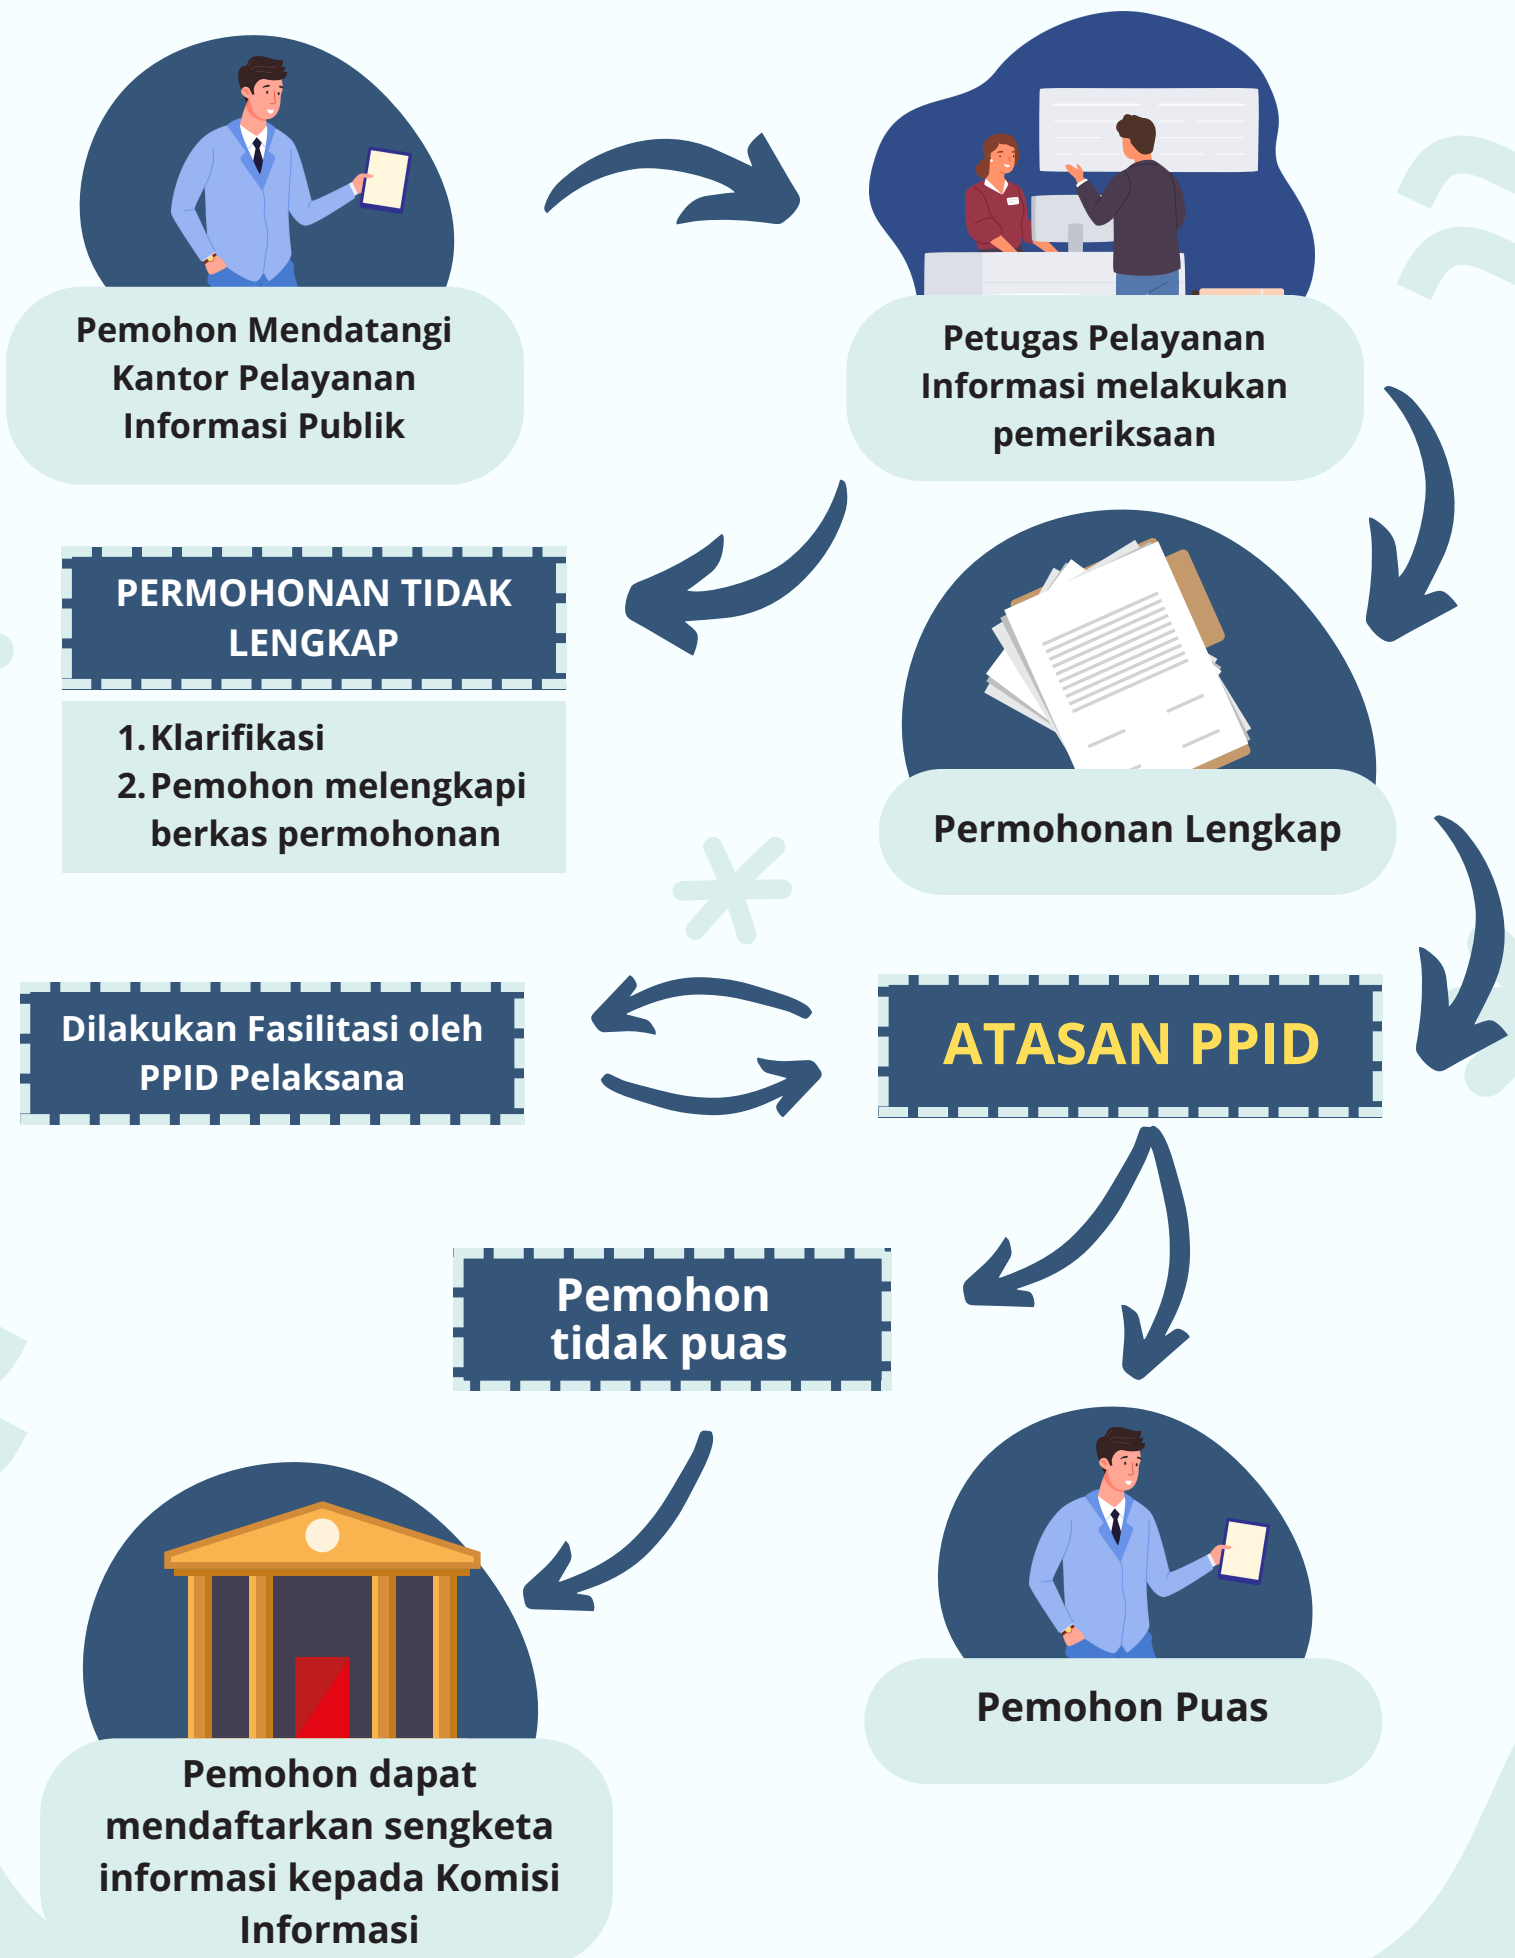 Pemohon Mendatangi
Kantor Pelayanan
Informasi Publik
Petugas Pelayanan
Informasi melakukan
pemeriksaan
PERMOHONAN TIDAK
LENGKAP
1. Klarifikasi
2. Pemohon melengkapi
berkas permohonan
Permohonan Lengkap
Dilakukan Fasilitasi oleh
PPID Pelaksana
ATASAN PPID
Pemohon
tidak puas
Pemohon Puas
Pemohon dapat
mendaftarkan sengketa
informasi kepada Komisi
Informasi